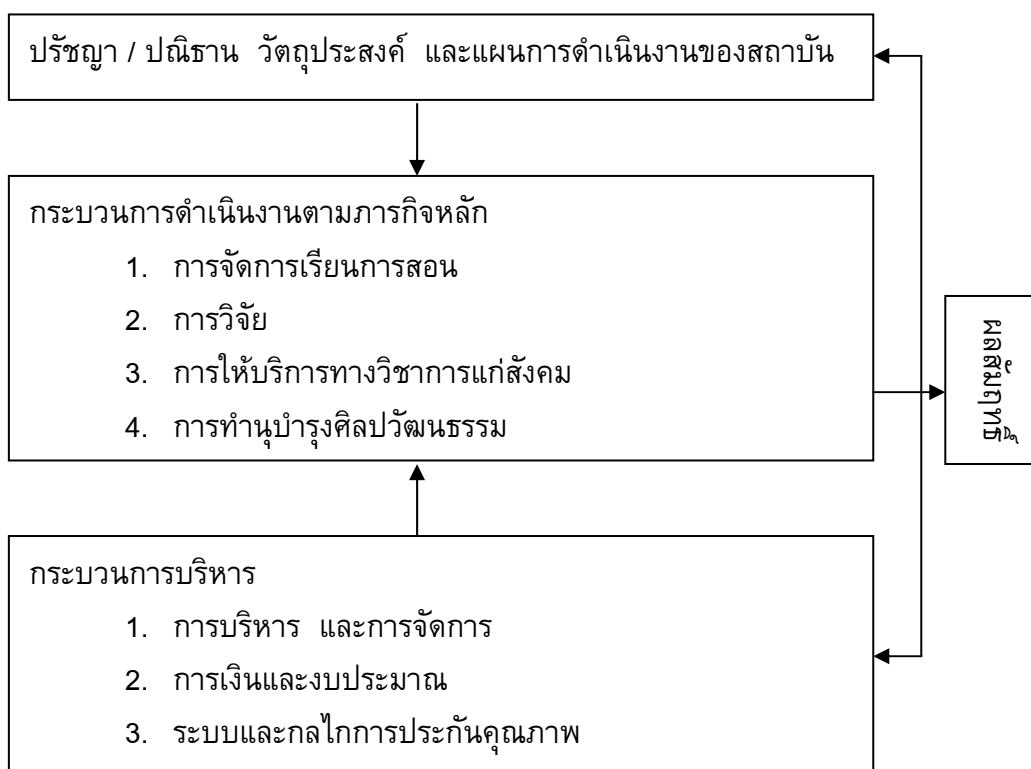 ปรัชญา / ปณิธาน วัตถุประสงค์ และแผนการดำเนินงานของสถาบัน
กระบวนการดำเนินงานตามภารกิจหลัก
1. การจัดการเรียนการสอน
2. การวิจัย
3. การให้บริการทางวิชาการแก่สังคม
4. การทำนุบำรุงศิลปวัฒนธรรม
ผลสัมฤทธิ์
กระบวนการบริหาร
1. การบริหาร และการจัดการ
2. การเงินและงบประมาณ
3. ระบบและกลไกการประกันคุณภาพ